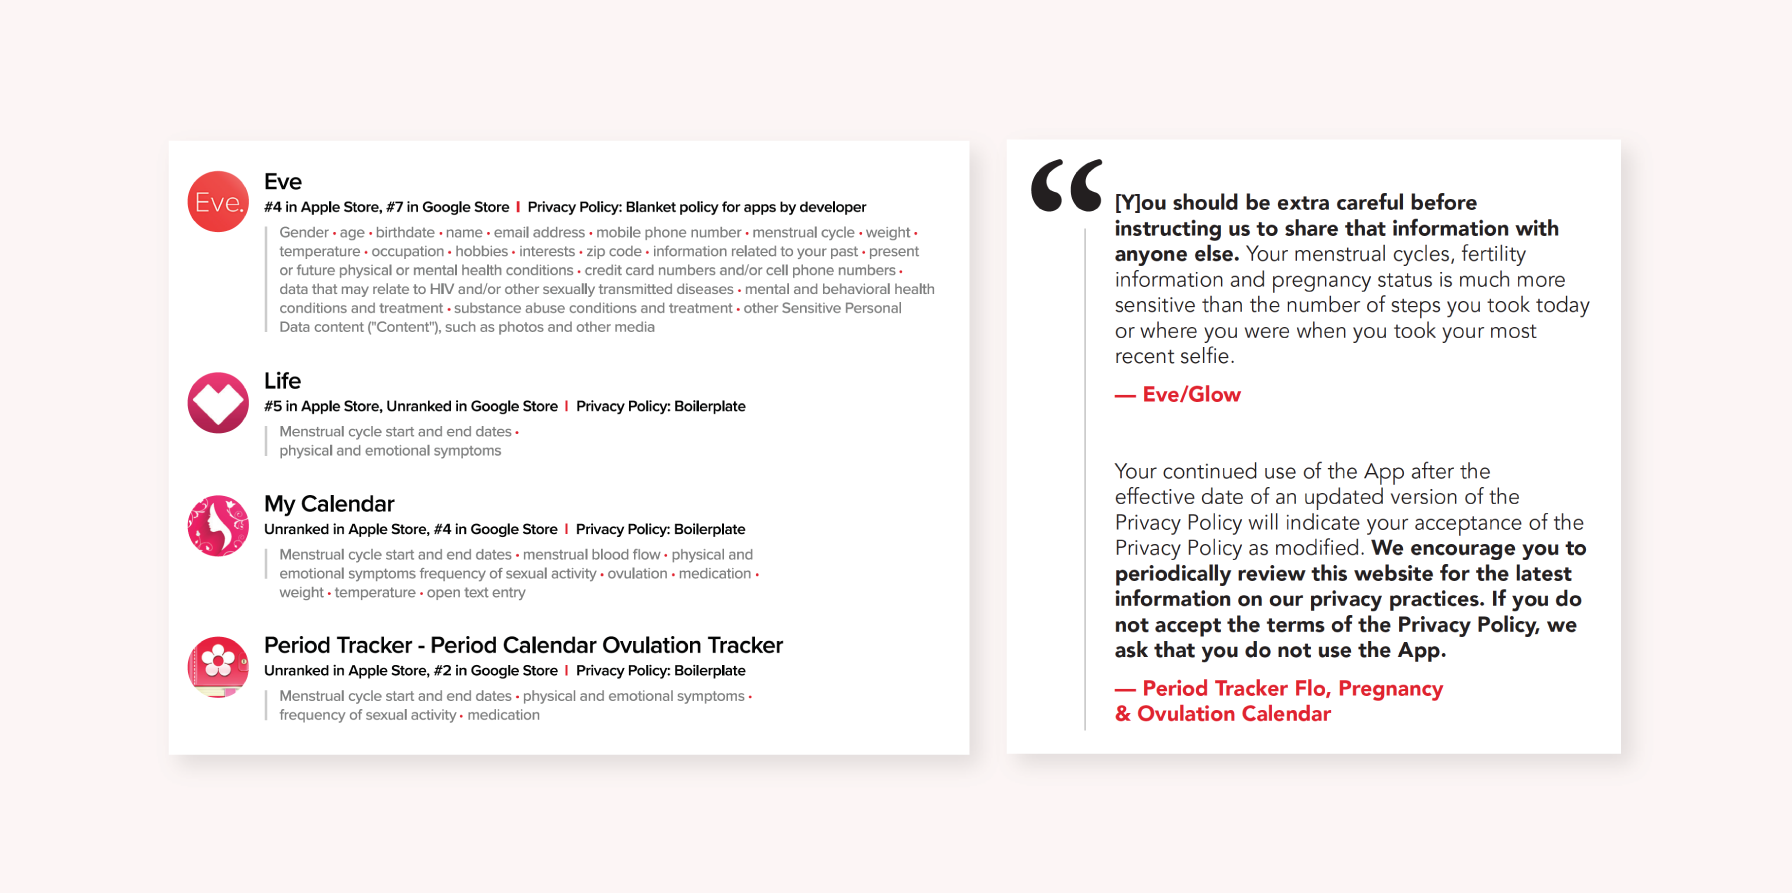 Eve.
Eve
#4 in Apple Store, #7 in Google Store | Privacy Policy: Blanket policy for apps by developer
Gender • age • birthdate • name • email address • mobile phone number • menstrual cycle • weight •
temperature • occupation • hobbies • interests • zip code • information related to your past • present
or future physical or mental health conditions • credit card numbers and/or cell phone numbers •
data that may relate to HIV and/or other sexually transmitted diseases • mental and behavioral health
conditions and treatment • substance abuse conditions and treatment • other Sensitive Personal
Data content ("Content"), such as photos and other media
Life
#5 in Apple Store, Unranked in Google Store | Privacy Policy: Boilerplate
Menstrual cycle start and end dates •
physical and emotional symptoms
My Calendar
Unranked in Apple Store, #4 in Google Store | Privacy Policy: Boilerplate
Menstrual cycle start and end dates • menstrual blood flow • physical and
emotional symptoms frequency of sexual activity • ovulation • medication •
weight • temperature • open text entry
Period Tracker - Period Calendar Ovulation Tracker
Unranked in Apple Store, #2 in Google Store | Privacy Policy: Boilerplate
Menstrual cycle start and end dates • physical and emotional symptoms •
frequency of sexual activity • medication
“
[Y]ou should be extra careful before
instructing us to share that information with
anyone else. Your menstrual cycles, fertility
information and pregnancy status is much more
sensitive than the number of steps you took today
or where you were when you took your most
recent selfie.
— Eve/Glow
Your continued use of the App after the
effective date of an updated version of the
Privacy Policy will indicate your acceptance of the
Privacy Policy as modified. We encourage you to
periodically review this website for the latest
information on our privacy practices. If you do
not accept the terms of the Privacy Policy, we
ask that you do not use the App.
— Period Tracker Flo, Pregnancy
& Ovulation Calendar